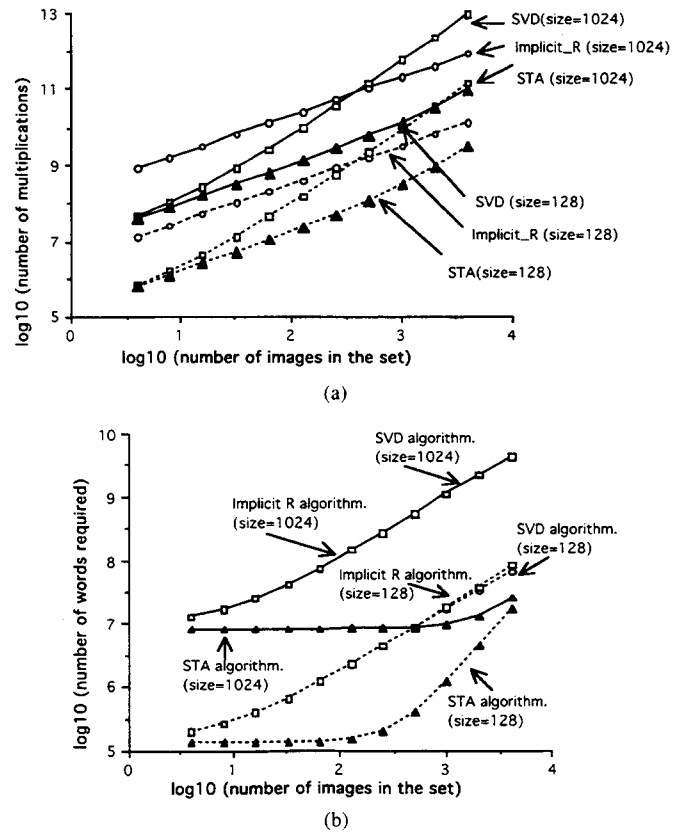 13
11
9
7
5
log10 (number of multiplications)
SVD(size=1024)
Implicit_R (size=1024)
STA (size=1024)
SVD (size=128)
Implicit_R (size=128)
STA(size=128)
0
1
2
3
4
log10 (number of images in the set)
(a)
10
9
8
7
6
5
log10 (number of words required)
SVD algorithm.
(size=1024)
Implicit R algorithm.
(size=1024)
SVD algorithm.
(size=128)
Implicit R algorithm.
(size=128)
STA algorithm.
(size=1024)
STA algorithm.
(size=128)
0
1
2
3
4
log10 (number of images in the set)
(b)